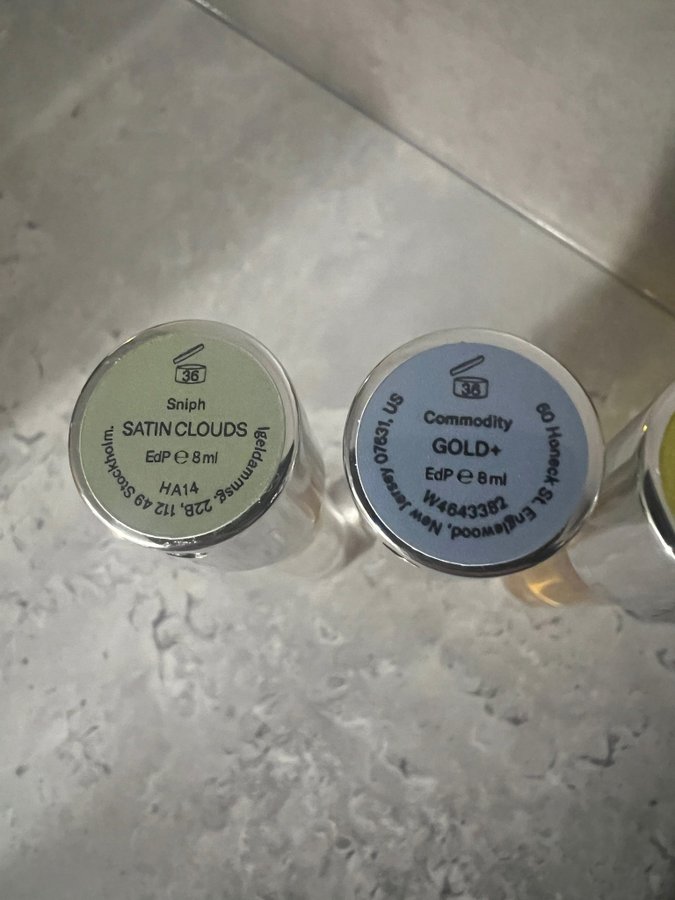 36
Sniph
SATIN CLOUDS
EdP ℮ 8 ml
HA14
Igeldammsg. 22B, 112 49 Stockholm
36
Commodity
GOLD+
EdP ℮ 8 ml
W4643382
60 Honeck St, Englewood, New Jersey 07631, US